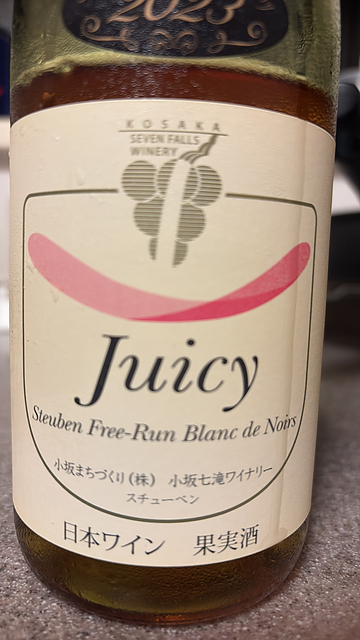 2023
KOSAKA
SEVEN FALLS
WINERY
Juicy
Steuben Free-Run Blanc de Noirs
小坂まちづくり(株) 小坂七滝ワイナリー
スチューベン
日本ワイン 果実酒